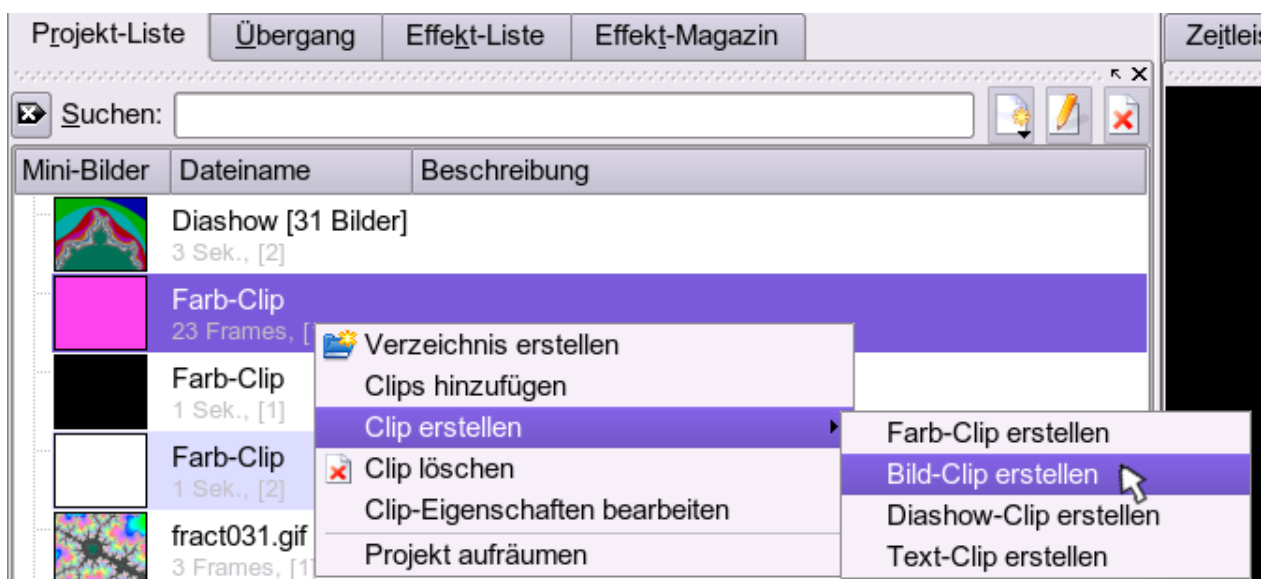 Projekt-Liste Übergang Effekt-Liste Effekt-Magazin
Suchen:
Mini-Bilder Dateiname Beschreibung
Diashow [31 Bilder]
3 Sek., [2]
Farb-Clip
23 Frames, [
Farb-Clip
1 Sek., [1]
Farb-Clip
1 Sek., [2]
fract031.gif
3 Frames, [1]
Verzeichnis erstellen
Clips hinzufügen
Clip erstellen
Clip löschen
Clip-Eigenschaften bearbeiten
Projekt aufräumen
Farb-Clip erstellen
Bild-Clip erstellen
Diashow-Clip erstellen
Text-Clip erstellen